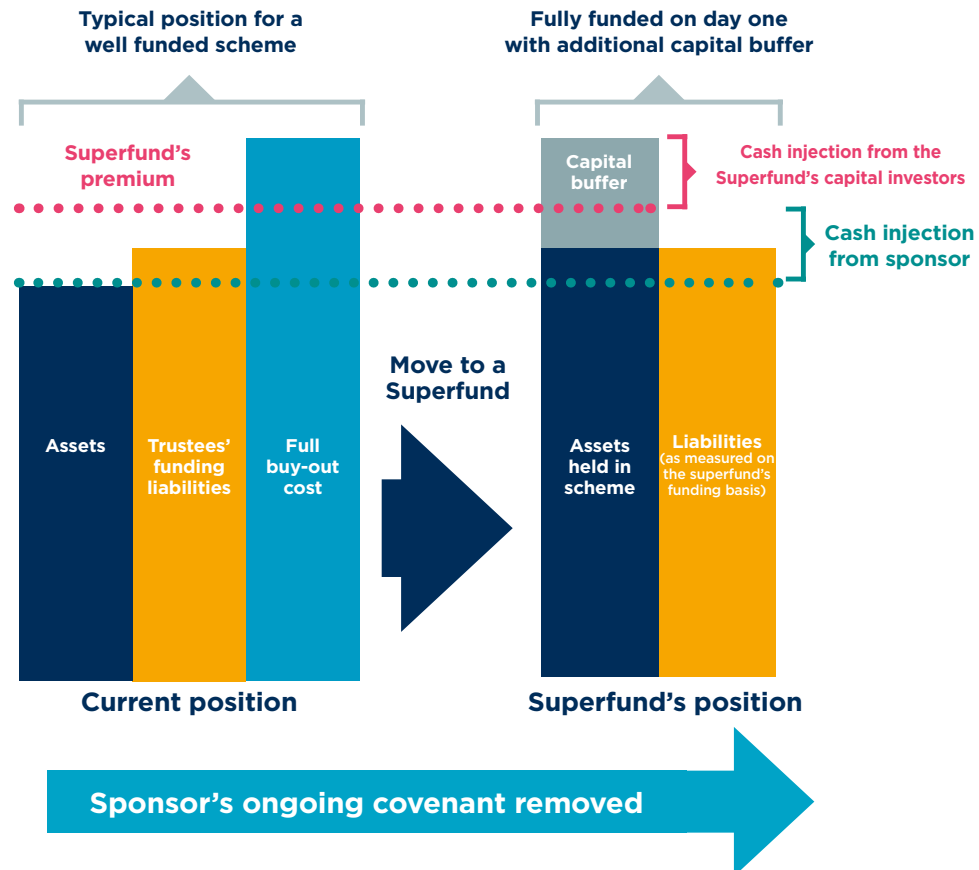 Typical position for a
well funded scheme
Fully funded on day one
with additional capital buffer
Superfund's
premium
Capital
buffer
Cash injection from the
Superfund's capital investors
Cash injection
from sponsor
Move to a
Superfund
Assets
Trustees'
funding
liabilities
Full
buy-out
cost
Assets
held in
scheme
Liabilities
(as measured on
the superfund's
funding basis)
Current position
Superfund's position
Sponsor's ongoing covenant removed